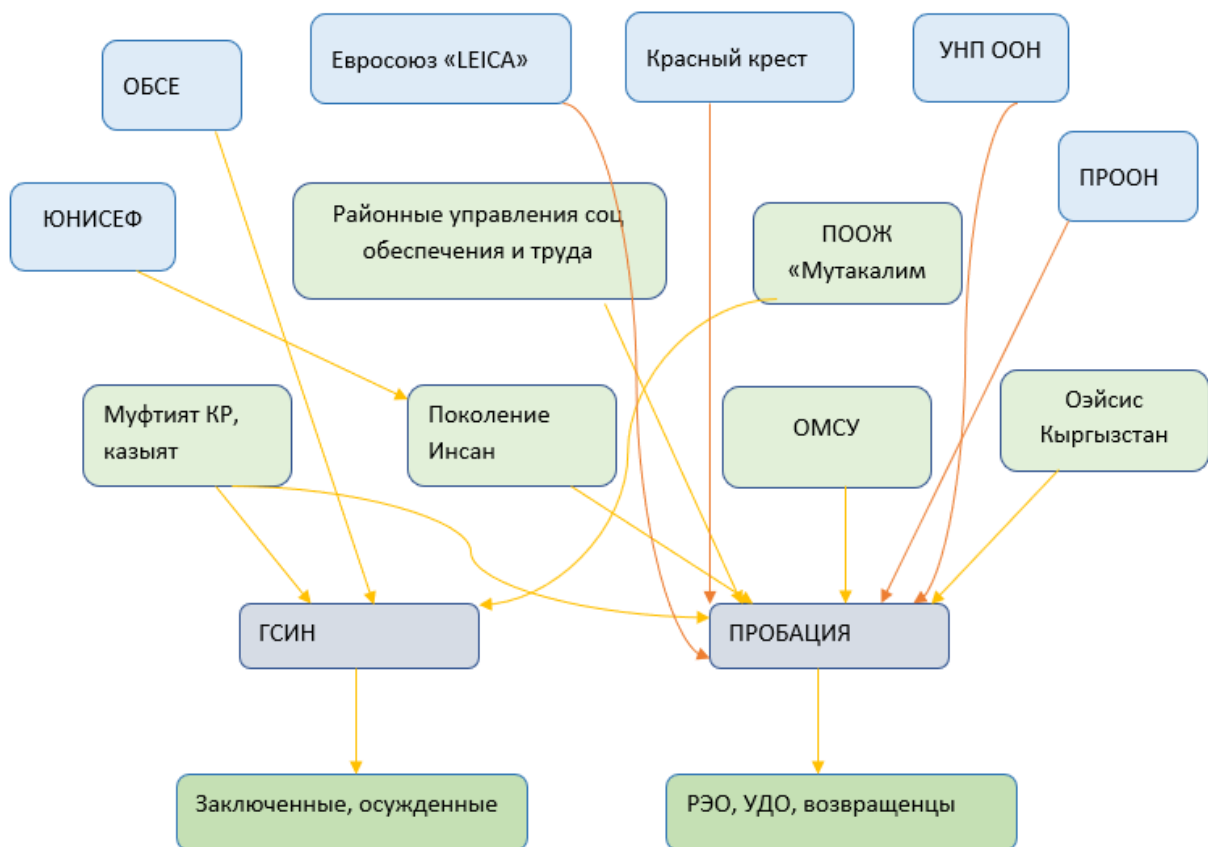 ОБСЕ
Евросоюз «LEICA»
Красный крест
УНП ООН
ЮНИСЕФ
Районные управления соц
обеспечения и труда
ПООЖ
«Мутакалим
ПРООН
Муфтият КР,
казыят
Поколение
Инсан
ОМСУ
Оэйсис
Кыргызстан
ГСИН
ПРОБАЦИЯ
Заключенные, осужденные
РЭО, УДО, возвращенцы